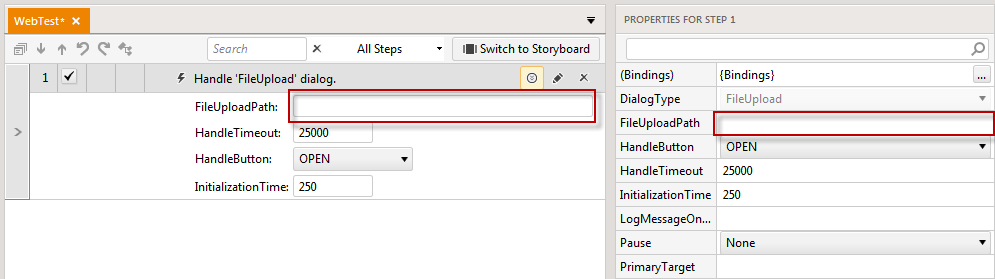 WebTest* ×
Search
All Steps
Switch to Storyboard
1 Handle 'FileUpload' dialog.
FileUploadPath:
HandleTimeout: 25000
HandleButton: OPEN
InitializationTime: 250
PROPERTIES FOR STEP 1
(Bindings) {Bindings} ...
DialogType FileUpload
FileUploadPath
HandleButton OPEN
HandleTimeout 25000
InitializationTime 250
LogMessageOn...
Pause None
PrimaryTarget